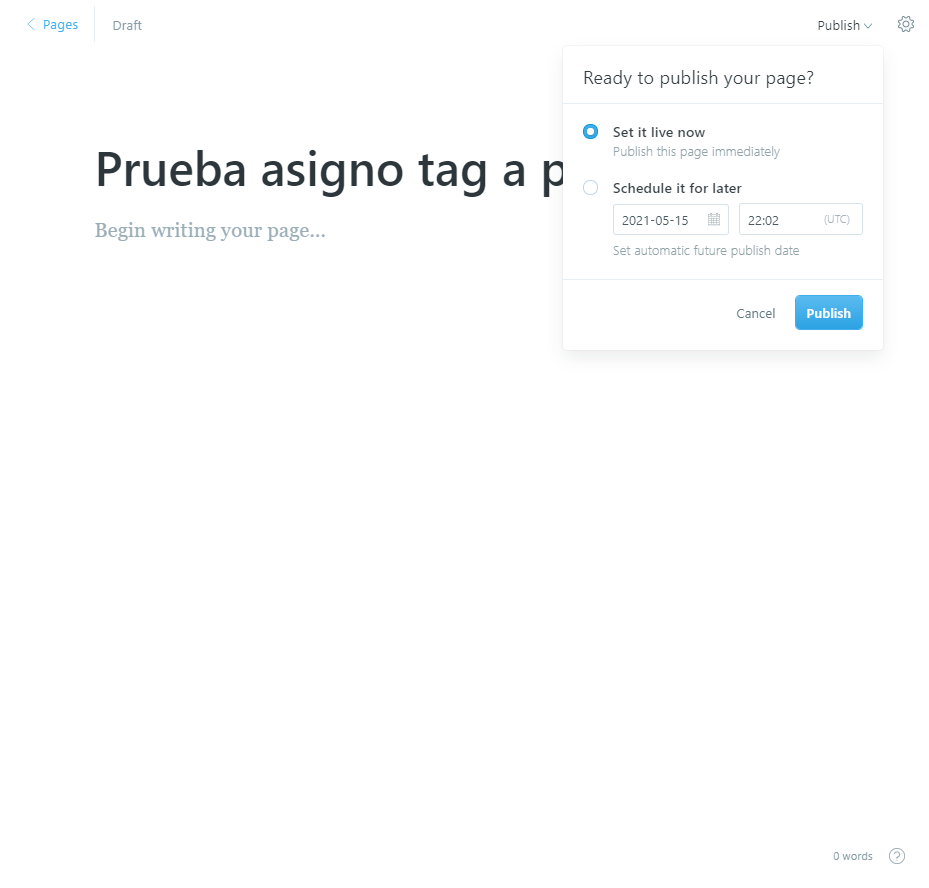 Pages
Draft
Publish
Ready to publish your page?
Set it live now
Publish this page immediately
Schedule it for later
2021-05-15
22:02
(UTC)
Set automatic future publish date
Cancel
Publish
Prueba asigno tag a p
Begin writing your page...
0 words
?